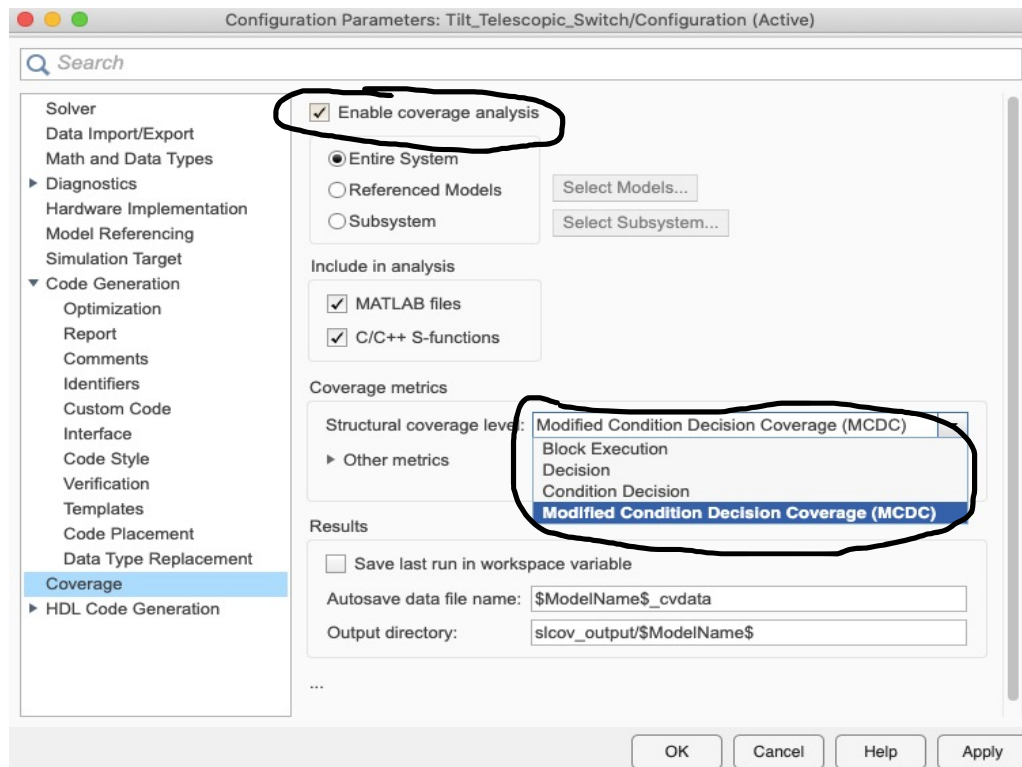 Configuration Parameters: Tilt_Telescopic_Switch/Configuration (Active)
Search
Solver
Data Import/Export
Math and Data Types
Diagnostics
Hardware Implementation
Model Referencing
Simulation Target
Code Generation
Optimization
Report
Comments
Identifiers
Custom Code
Interface
Code Style
Verification
Templates
Code Placement
Data Type Replacement
Coverage
HDL Code Generation
Enable coverage analysis
Entire System
Referenced Models
Select Models...
Subsystem
Select Subsystem...
Include in analysis
MATLAB files
C/C++ S-functions
Coverage metrics
Structural coverage level: Modified Condition Decision Coverage (MCDC)
Block Execution
Other metrics
Decision
Condition Decision
Modified Condition Decision Coverage (MCDC)
Results
Save last run in workspace variable
Autosave data file name: $ModelName$_cvdata
Output directory: slcov_output/$ModelName$
...
OK Cancel Help Apply